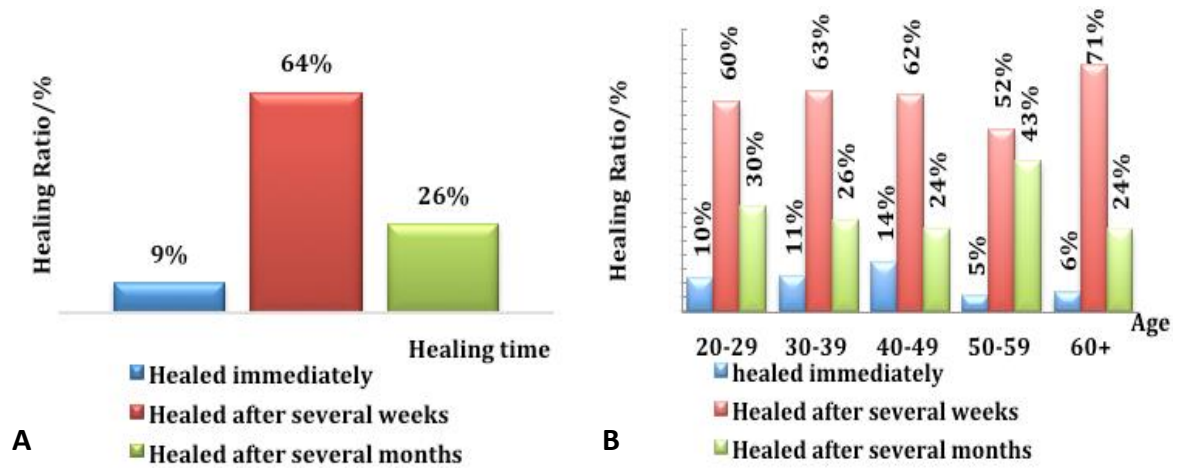 Healing Ratio/%
64%
26%
9%
Healing time
Healed immediately
Healed after several weeks
Healed after several months
A
Healing Ratio/%
10%
60%
30%
11%
63%
26%
14%
62%
24%
5%
52%
43%
6%
71%
24%
Age
20-29 30-39 40-49 50-59 60+
healed immediately
Healed after several weeks
Healed after several months
B